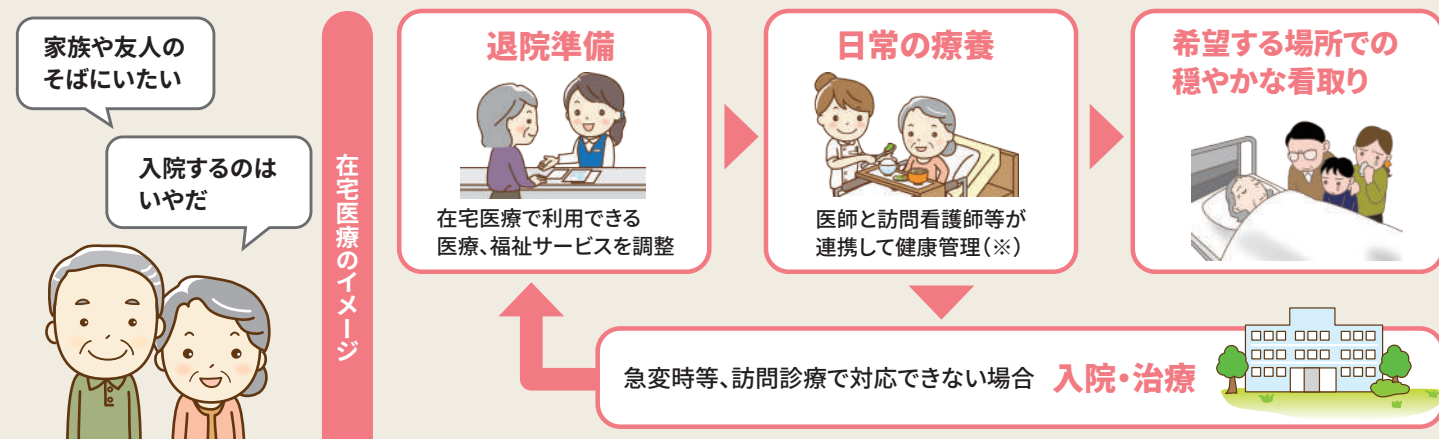 家族や友人の
そばにいたい
入院するのは
いやだ
在宅医療のイメージ
退院準備
在宅医療で利用できる
医療、福祉サービスを調整
日常の療養
医師と訪問看護師等が
連携して健康管理(※)
希望する場所での
穏やかな看取り
急変時等、訪問診療で対応できない場合 入院・治療